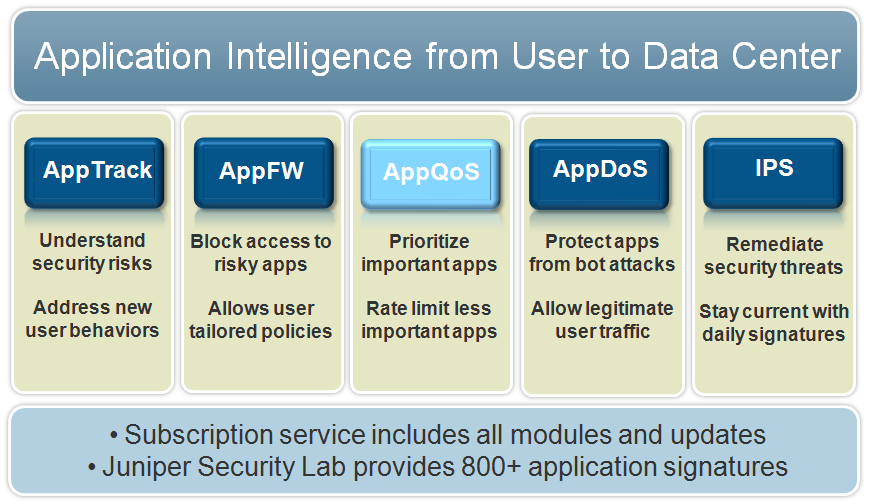 Application Intelligence from User to Data Center
AppTrack
Understand
security risks
Address new
user behaviors
AppFW
Block access to
risky apps
Allows user
tailored policies
AppQoS
Prioritize
important apps
Rate limit less
important apps
AppDoS
Protect apps
from bot attacks
Allow legitimate
user traffic
IPS
Remediate
security threats
Stay current with
daily signatures
• Subscription service includes all modules and updates
• Juniper Security Lab provides 800+ application signatures